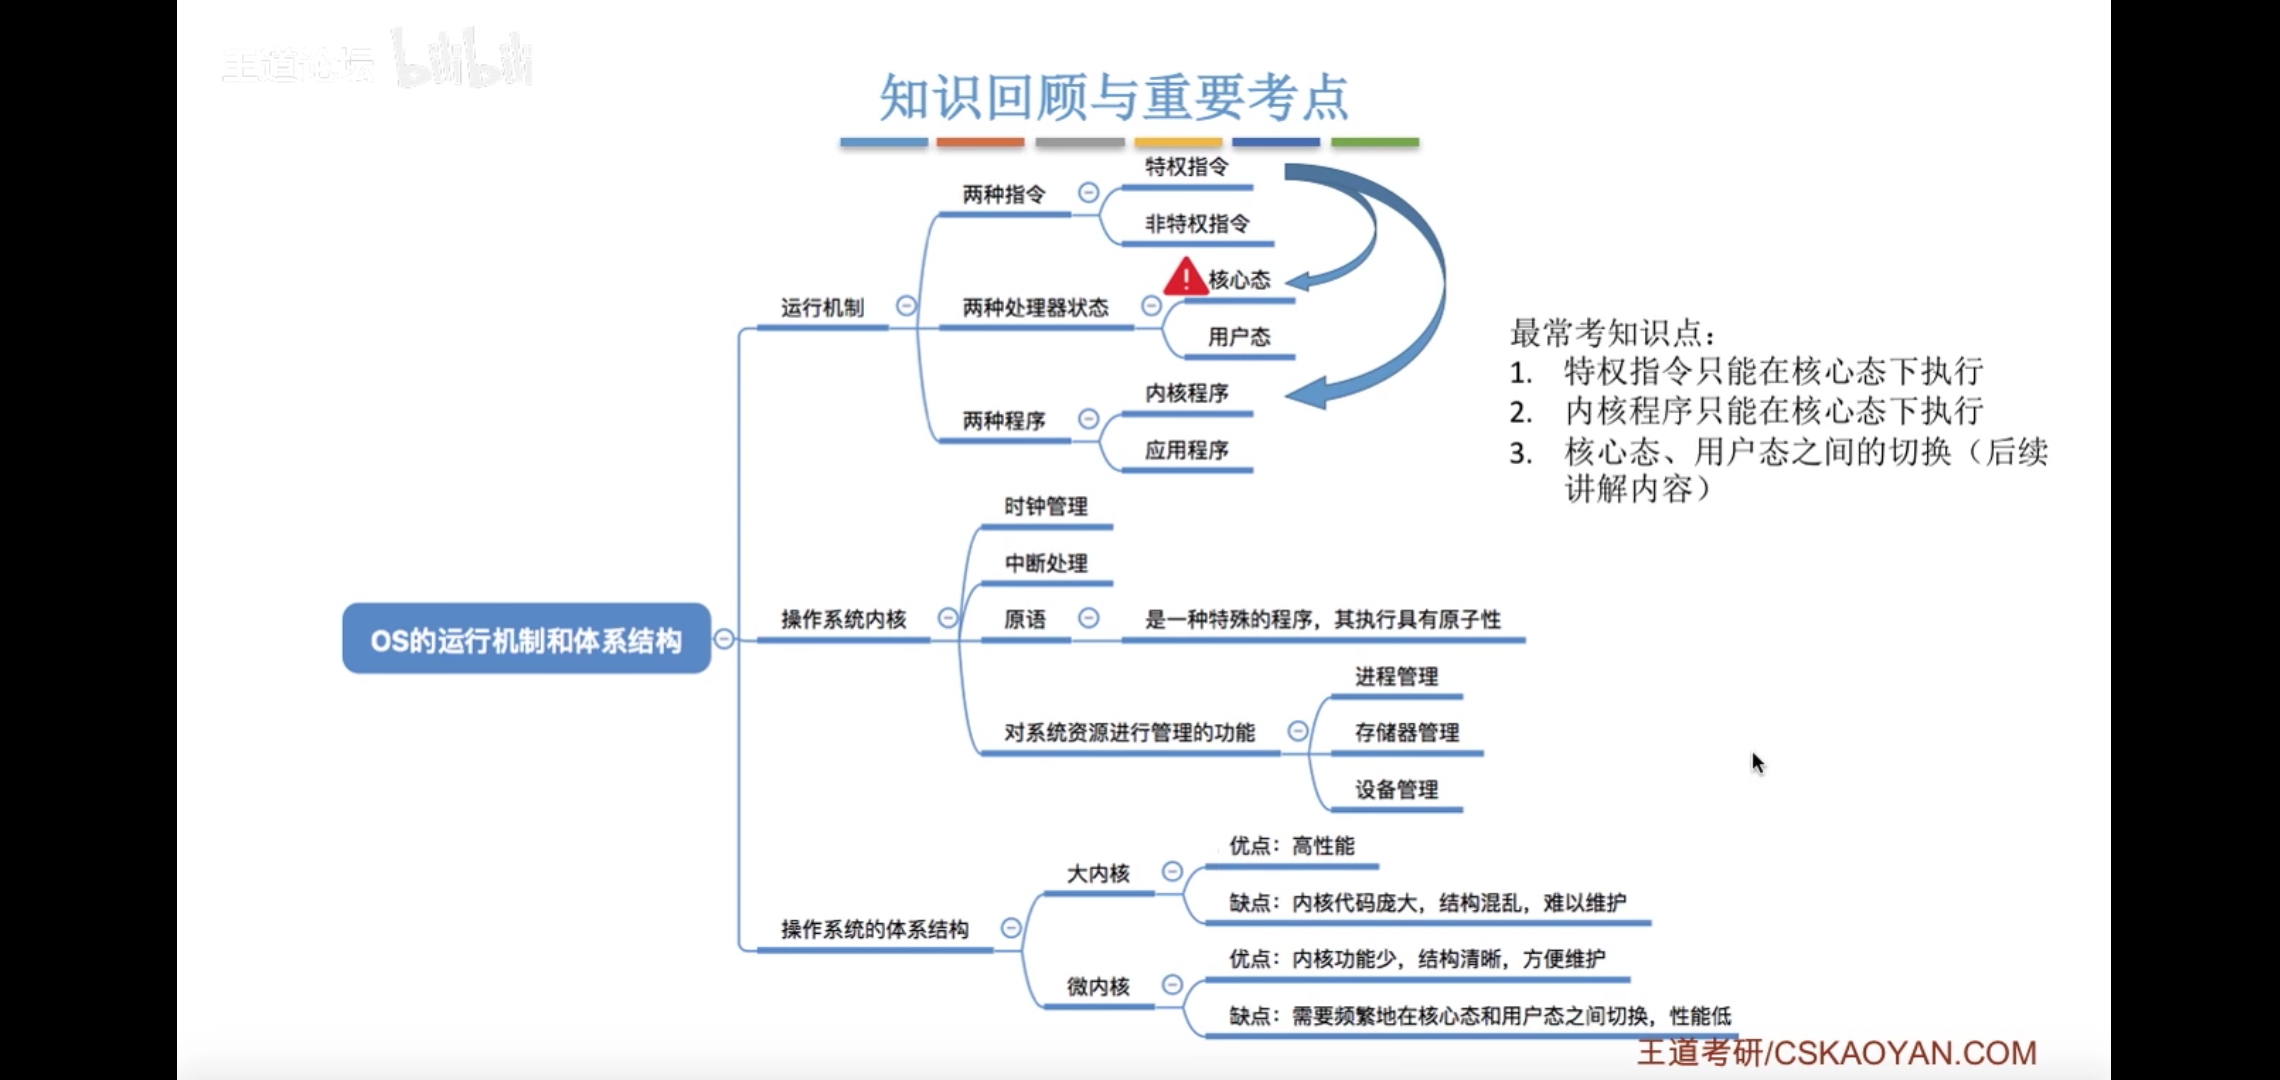 王道论坛 bilibili
知识回顾与重要考点
特权指令
两种指令
非特权指令
核心态
运行机制
两种处理器状态
用户态
内核程序
两种程序
应用程序
最常考知识点：
1. 特权指令只能在核心态下执行
2. 内核程序只能在核心态下执行
3. 核心态、用户态之间的切换（后续
讲解内容）
时钟管理
中断处理
操作系统内核
原语
是一种特殊的程序，其执行具有原子性
OS的运行机制和体系结构
进程管理
对系统资源进行管理的功能
存储器管理
设备管理
优点：高性能
大内核
缺点：内核代码庞大，结构混乱，难以维护
操作系统的体系结构
优点：内核功能少，结构清晰，方便维护
微内核
缺点：需要频繁地在核心态和用户态之间切换，性能低
王道考研/CSKAOYAN.COM